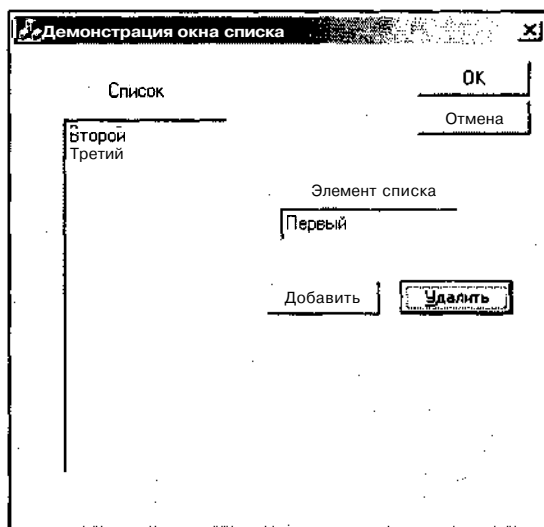 Демонстрация окна списка
Список
OK
Отмена
Второй
Третий
Элемент списка
Первый
Добавить
Удалить